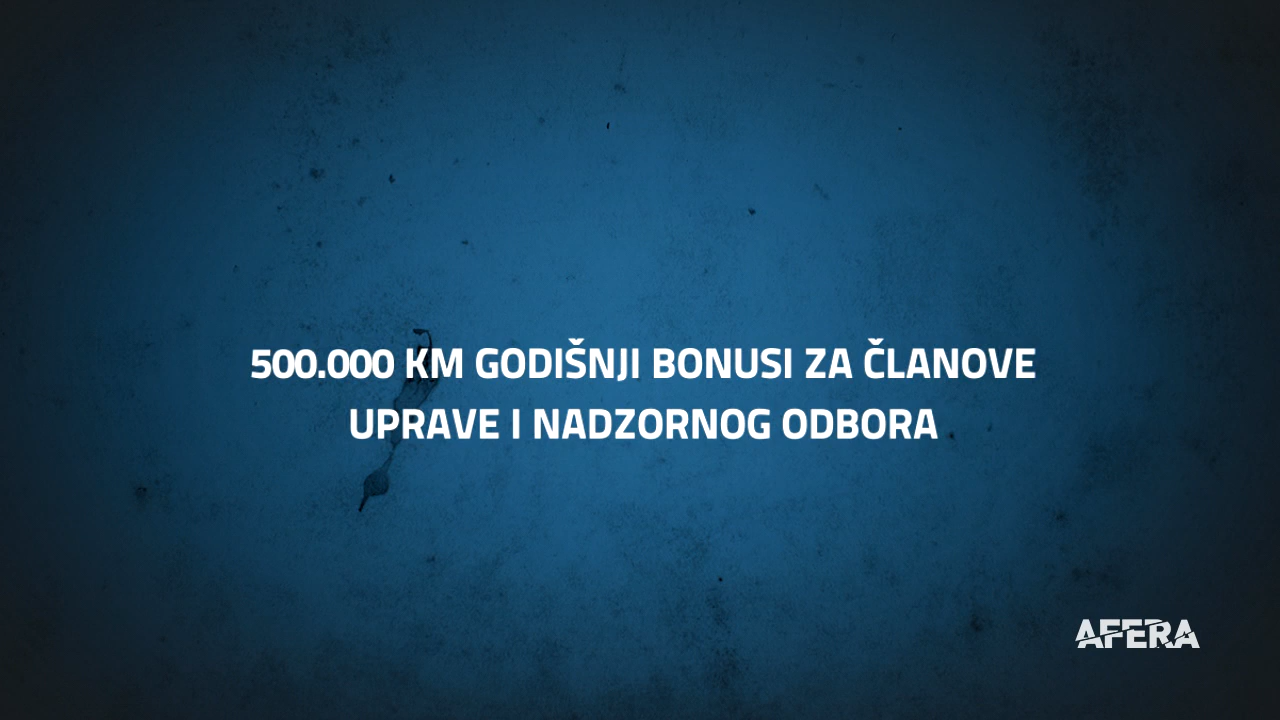 500.000 KM GODIŠNJI BONUSI ZA ČLANOVE
UPRAVE I NADZORNOG ODBORA
AFERA